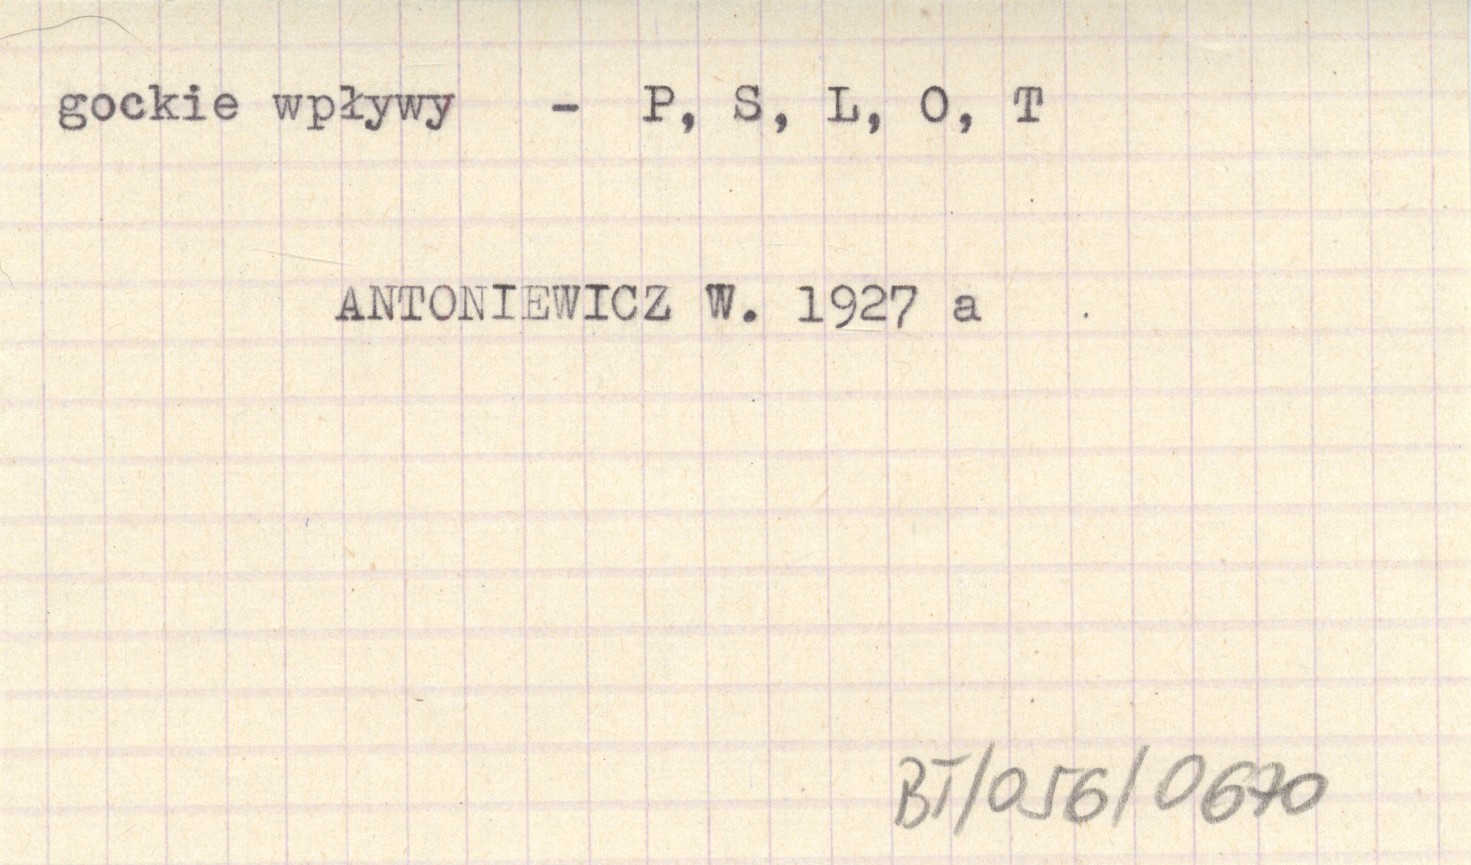 gockie wpływy - P, S, L, O, T
ANTONIEWICZ W. 1927 a .
BT/056/0670